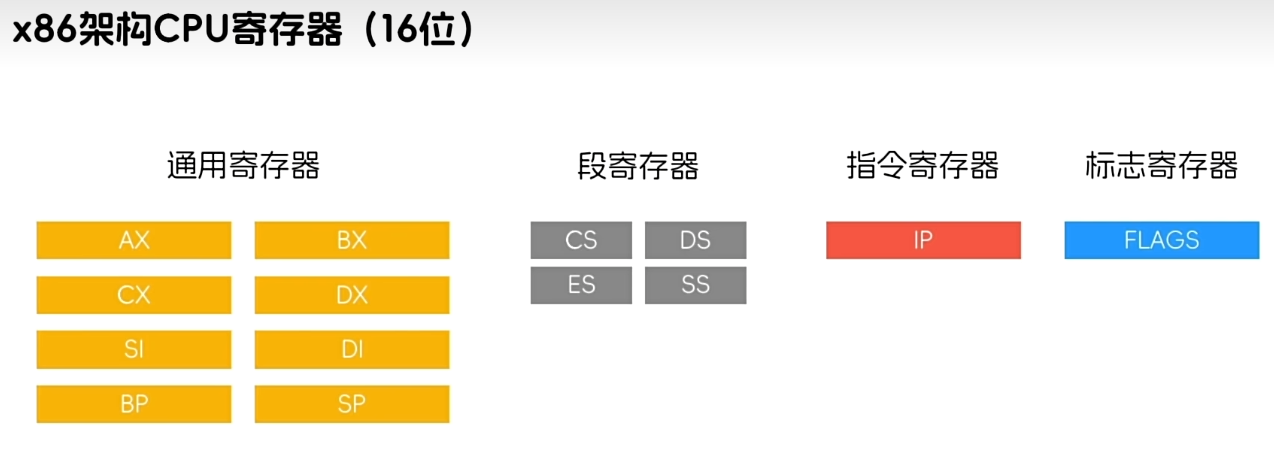 x86架构CPU寄存器（16位）
通用寄存器 段寄存器 指令寄存器 标志寄存器
AX BX CS DS IP FLAGS
ES SS
CX DX
SI DI
BP SP